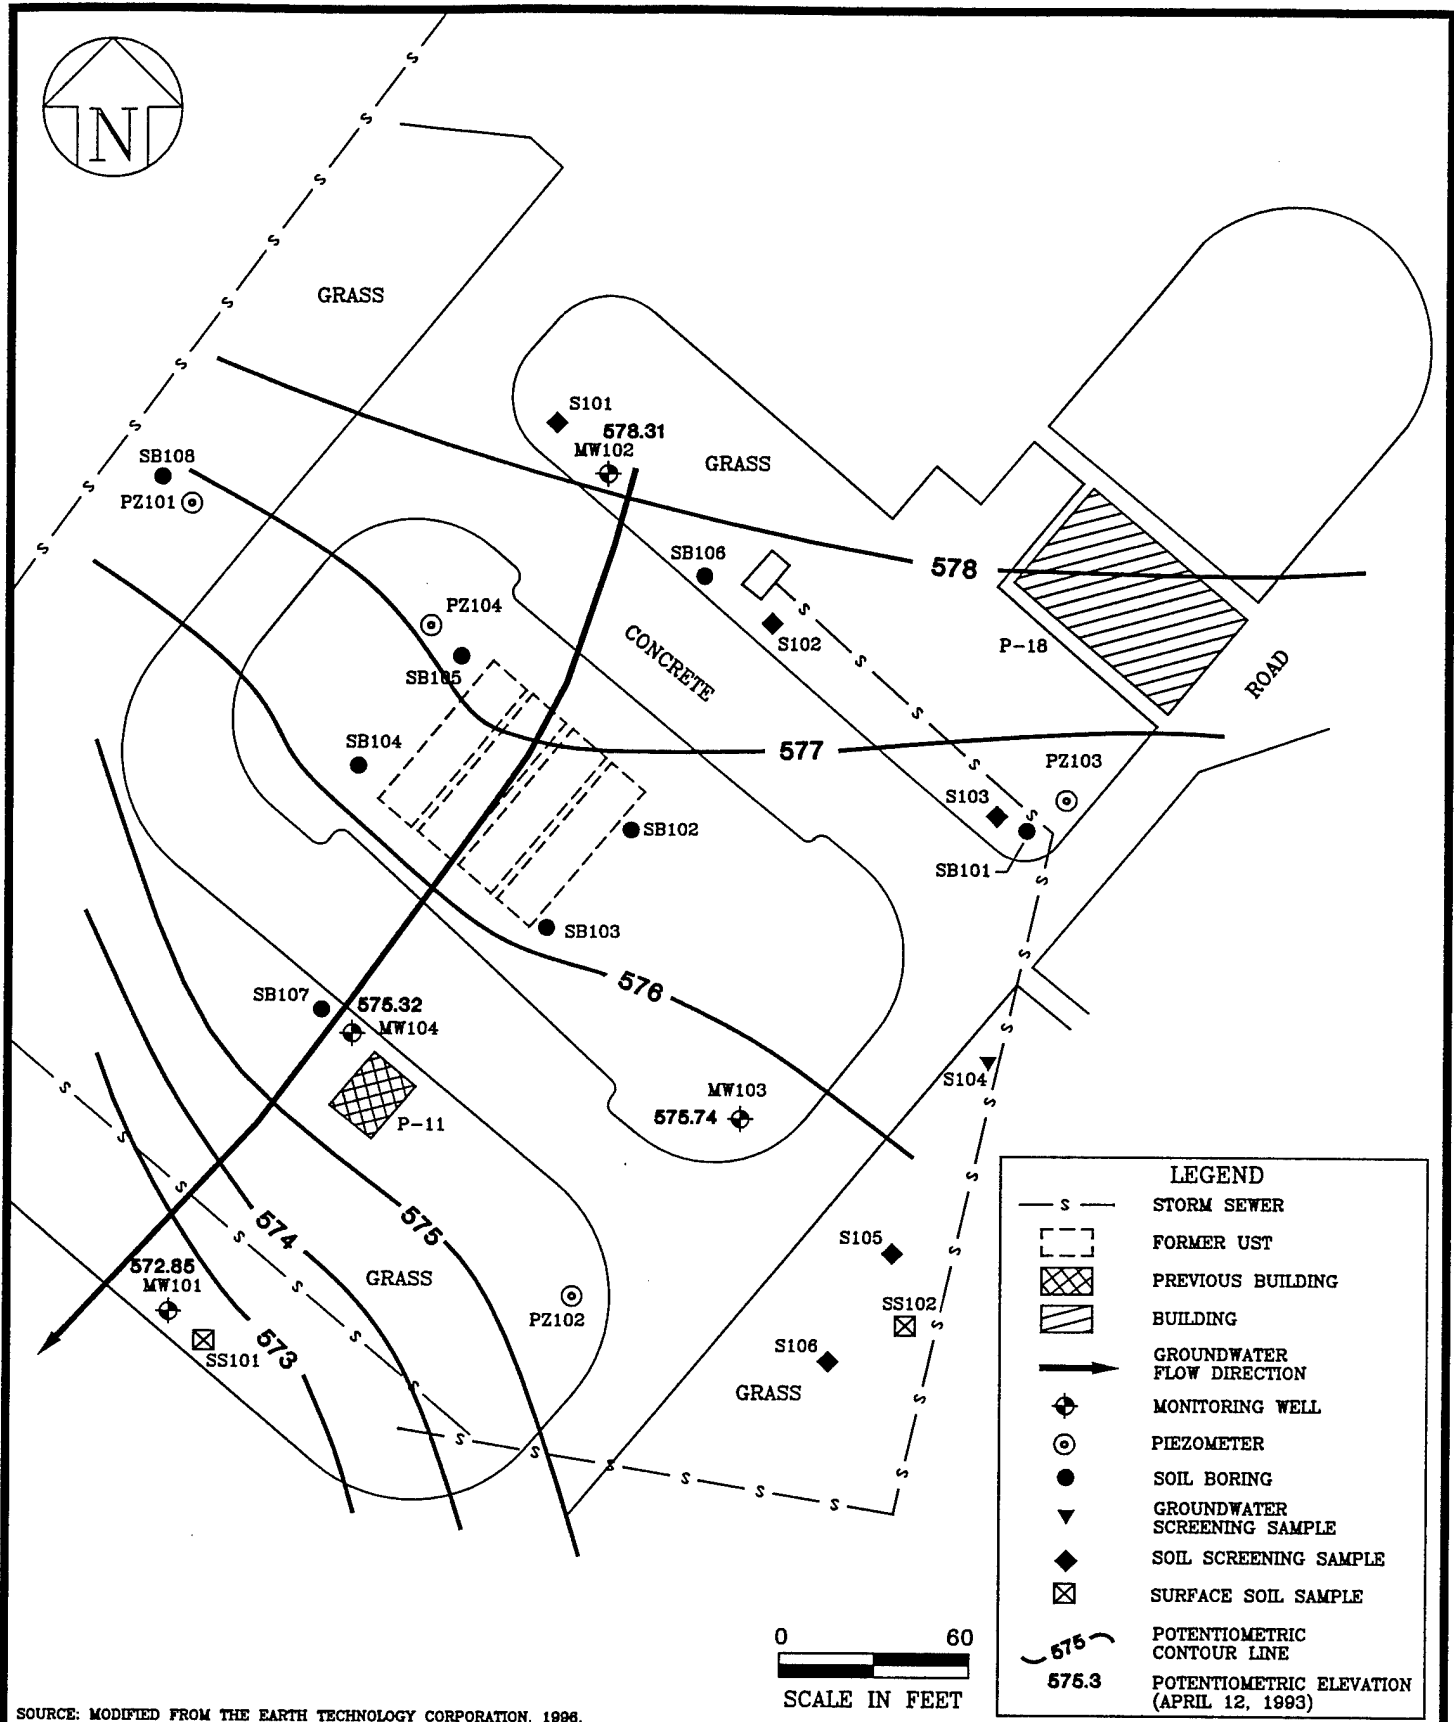 N
S
S
S
S
S
S
S
S
S
GRASS
S101
578.31
MW102
GRASS
SB108
PZ101
SB106
578
PZ104
S102
P-18
CONCRETE
ROAD
SB105
S
S
S
S
SB104
577
PZ103
S103
SB102
SB101
SB103
S
S
S
S
S
S
S
S
576
SB107
575.32
MW104
S104
MW103
575.74
P-11
S
S
S
S
S
S
S
574
575
S105
572.85
MW101
GRASS
PZ102
SS102
573
SS101
S106
GRASS
S
S
S
S
S
S
LEGEND
S STORM SEWER
FORMER UST
PREVIOUS BUILDING
BUILDING
GROUNDWATER
FLOW DIRECTION
MONITORING WELL
PIEZOMETER
SOIL BORING
GROUNDWATER
SCREENING SAMPLE
SOIL SCREENING SAMPLE
SURFACE SOIL SAMPLE
575 POTENTIOMETRIC
CONTOUR LINE
575.3 POTENTIOMETRIC ELEVATION
(APRIL 12, 1993)
0 60
SCALE IN FEET
SOURCE: MODIFIED FROM THE EARTH TECHNOLOGY CORPORATION, 1996.